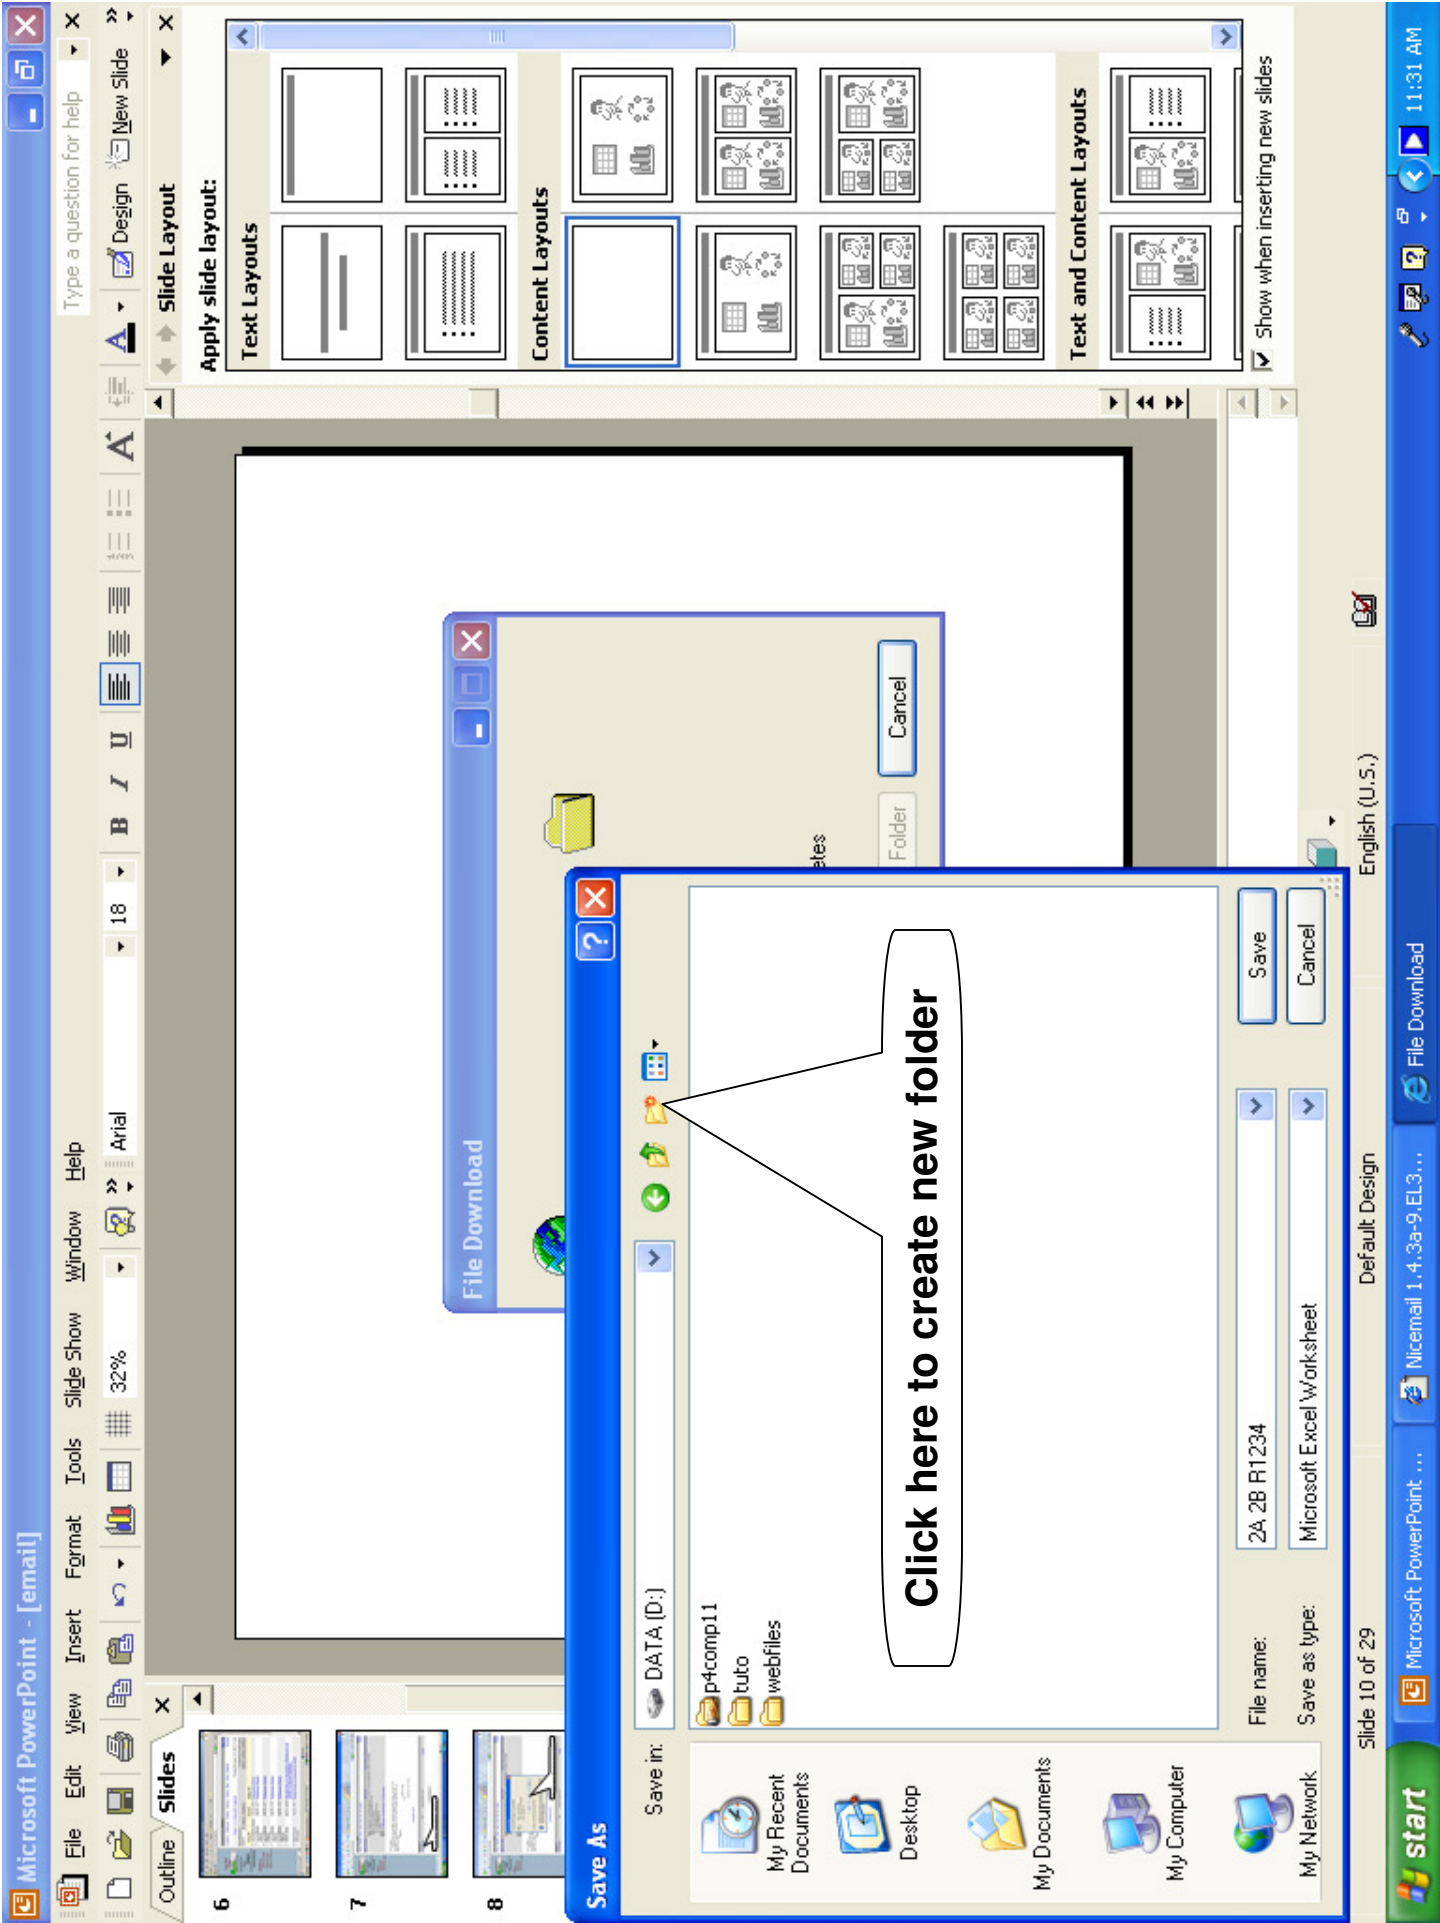 Microsoft PowerPoint - [email]
File Edit View Insert Format Tools Slide Show Window Help
Type a question for help
32%
Arial
18
B I U
A
A
Design
New Slide
Outline
Slides
6
7
8
Slide Layout
Apply slide layout:
Text Layouts
Content Layouts
Text and Content Layouts
Show when inserting new slides
File Download
etes
Folder
Cancel
Save As
Save in:
DATA (D:)
My Recent
Documents
Desktop
My Documents
My Computer
My Network
p4comp11
tuto
webfiles
Click here to create new folder
File name:
2A 2B R1234
Save
Save as type:
Microsoft Excel Worksheet
Cancel
Slide 10 of 29
Default Design
English (U.S.)
start
Microsoft PowerPoint ...
Nicemail 1.4.3a-9.EL3...
File Download
11:31 AM